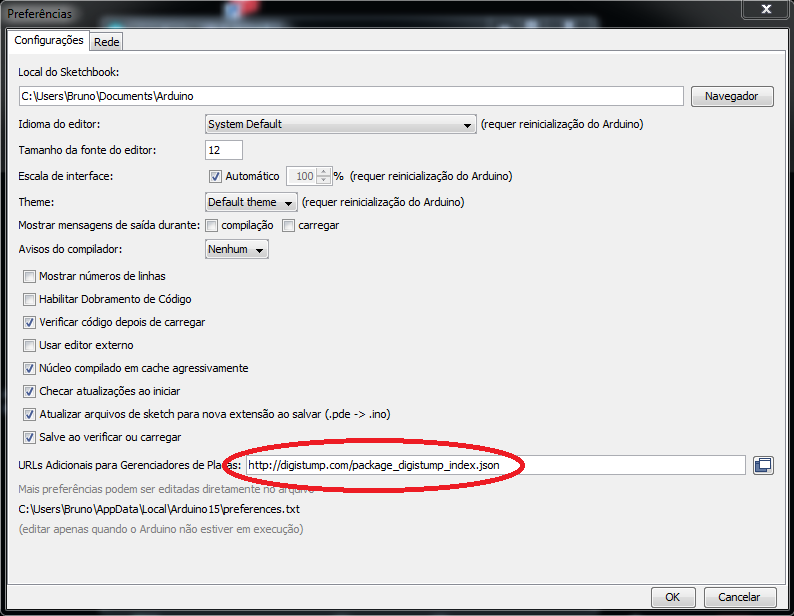 Preferências
Configurações Rede
Local do Sketchbook:
C:\Users\Bruno\Documents\Arduino Navegador
Idioma do editor: System Default (requer reinicialização do Arduino)
Tamanho da fonte do editor: 12
Escala de interface: Automático 100 % (requer reinicialização do Arduino)
Theme: Default theme (requer reinicialização do Arduino)
Mostrar mensagens de saída durante: compilação carregar
Avisos do compilador: Nenhum
Mostrar números de linhas
Habilitar Dobramento de Código
Verificar código depois de carregar
Usar editor externo
Núcleo compilado em cache agressivamente
Checar atualizações ao iniciar
Atualizar arquivos de sketch para nova extensão ao salvar (.pde -> .ino)
Salve ao verificar ou carregar
URLs Adicionais para Gerenciadores de Placas: http://digistump.com/package_digistump_index.json
Mais preferências podem ser editadas diretamente no arquivo
C:\Users\Bruno\AppData\Local\Arduino15\preferences.txt
(editar apenas quando o Arduino não estiver em execução)
OK Cancelar